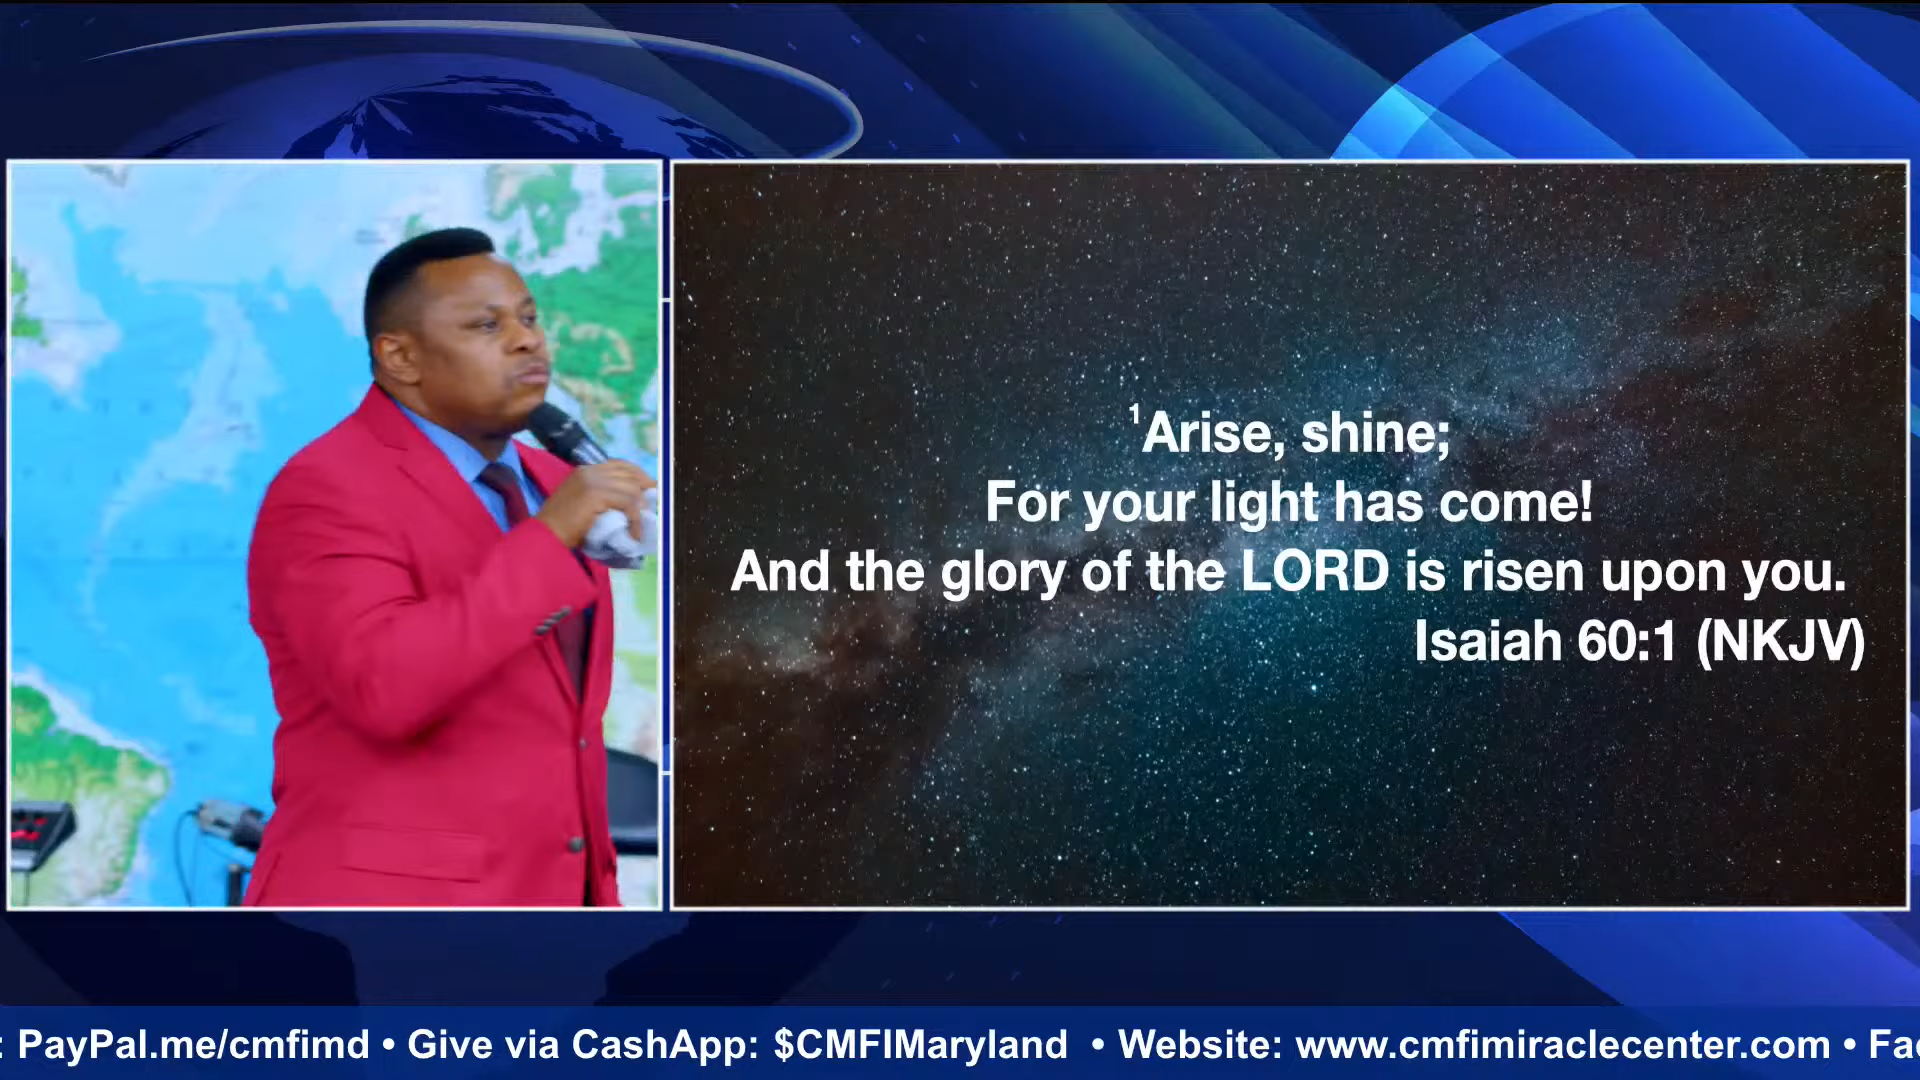 ¹Arise, shine;
For your light has come!
And the glory of the LORD is risen upon you.
Isaiah 60:1 (NKJV)
: PayPal.me/cmfimd • Give via CashApp: $CMFIMaryland • Website: www.cmfimiraclecenter.com •